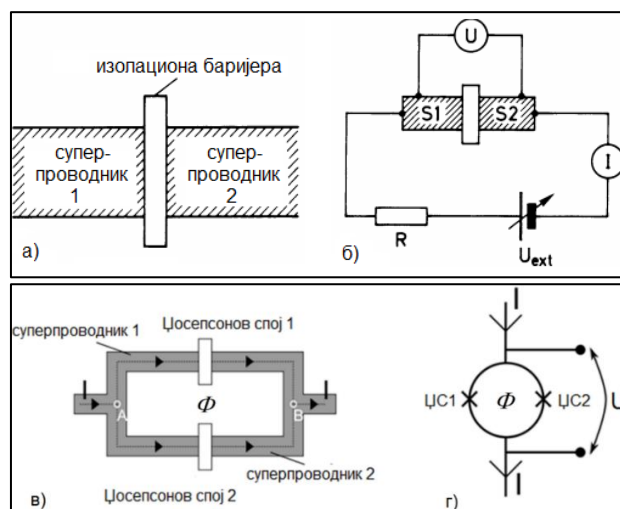 изолациона баријера
супер-
проводник
1
супер-
проводник
2
а)
U
S1
S2
I
R
U ext
б)
суперпроводник 1
Џосепсонов спој 1
I
A
Φ
B
I
суперпроводник 2
Џосепсонов спој 2
в)
I
ЏС1
Φ
ЏС2
U
I
г)